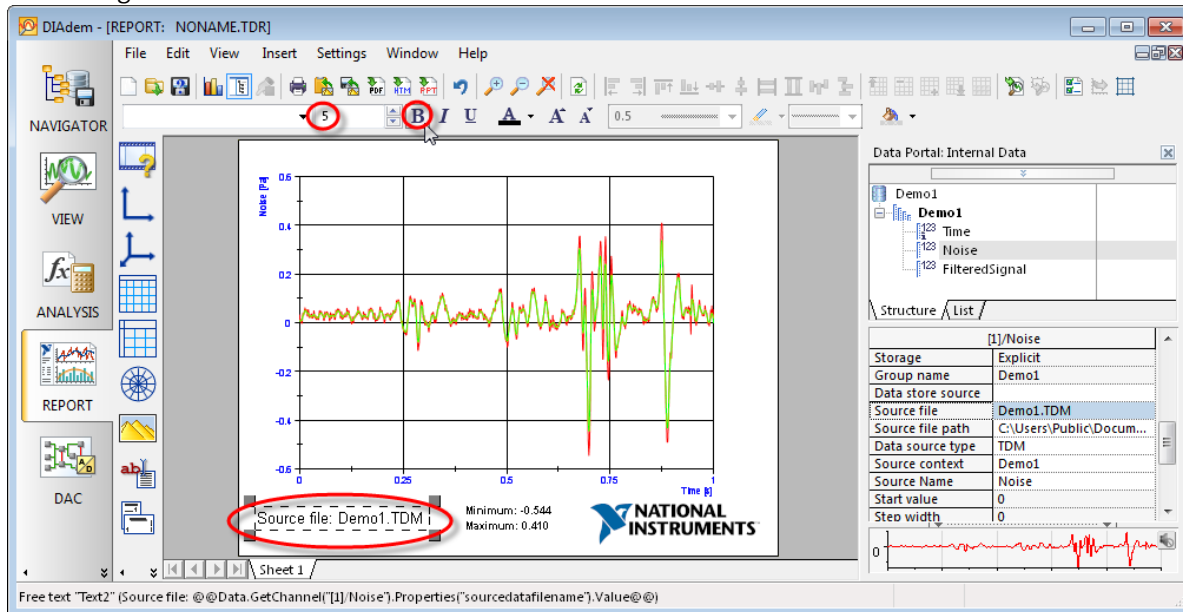 DIAdem - [REPORT: NONAME.TDR]
File Edit View Insert Settings Window Help
PDF HTM RPT
5 B I U A A A 0.5
NAVIGATOR
VIEW
ANALYSIS
REPORT
DAC
Noise [Pa]
0.6
0.4
0.2
0
-0.2
-0.4
-0.6
0 0.25 0.5 0.75 1
Time [s]
Source file: Demo1.TDM
Minimum: -0.544
Maximum: 0.410
NATIONAL
INSTRUMENTS
Sheet 1
Data Portal: Internal Data
Demo1
Demo1
Time
Noise
FilteredSignal
Structure List
[1]/Noise
Storage Explicit
Group name Demo1
Data store source
Source file Demo1.TDM
Source file path C:\Users\Public\Docum...
Data source type TDM
Source context Demo1
Source Name Noise
Start value 0
Step width 0
0
Free text "Text2" (Source file: @@Data.GetChannel("[1]/Noise").Properties("sourcedatafilename").Value@@)